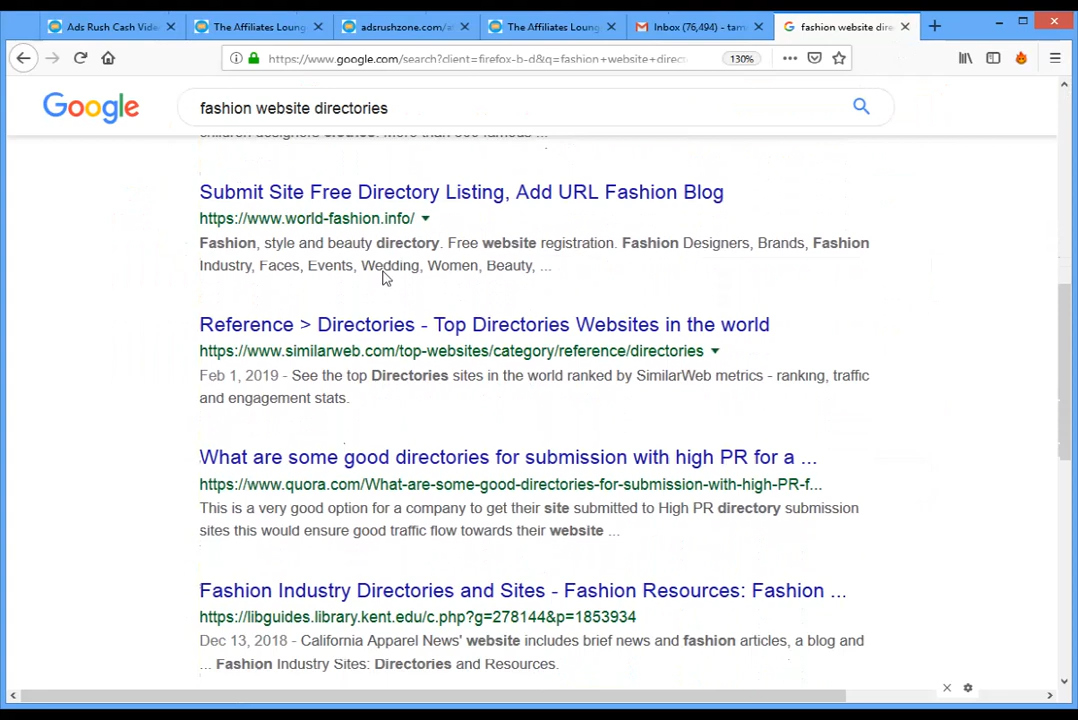 Ads Rush Cash Vide
The Affiliates Loung
adsrushzone.com/a
The Affiliates Loung
Inbox (76,494) - tam
fashion website dire
https://www.google.com/search?client=firefox-b-d&q=fashion+website+direc
130%
Google
fashion website directories
children designers creates. More than 500 famous ...
Submit Site Free Directory Listing, Add URL Fashion Blog
https://www.world-fashion.info/
Fashion, style and beauty directory. Free website registration. Fashion Designers, Brands, Fashion
Industry, Faces, Events, Wedding, Women, Beauty, ...
Reference > Directories - Top Directories Websites in the world
https://www.similarweb.com/top-websites/category/reference/directories
Feb 1, 2019 - See the top Directories sites in the world ranked by SimilarWeb metrics - ranking, traffic
and engagement stats.
What are some good directories for submission with high PR for a ...
https://www.quora.com/What-are-some-good-directories-for-submission-with-high-PR-f...
This is a very good option for a company to get their site submitted to High PR directory submission
sites this would ensure good traffic flow towards their website ...
Fashion Industry Directories and Sites - Fashion Resources: Fashion ...
https://libguides.library.kent.edu/c.php?g=278144&p=1853934
Dec 13, 2018 - California Apparel News' website includes brief news and fashion articles, a blog and
... Fashion Industry Sites: Directories and Resources.